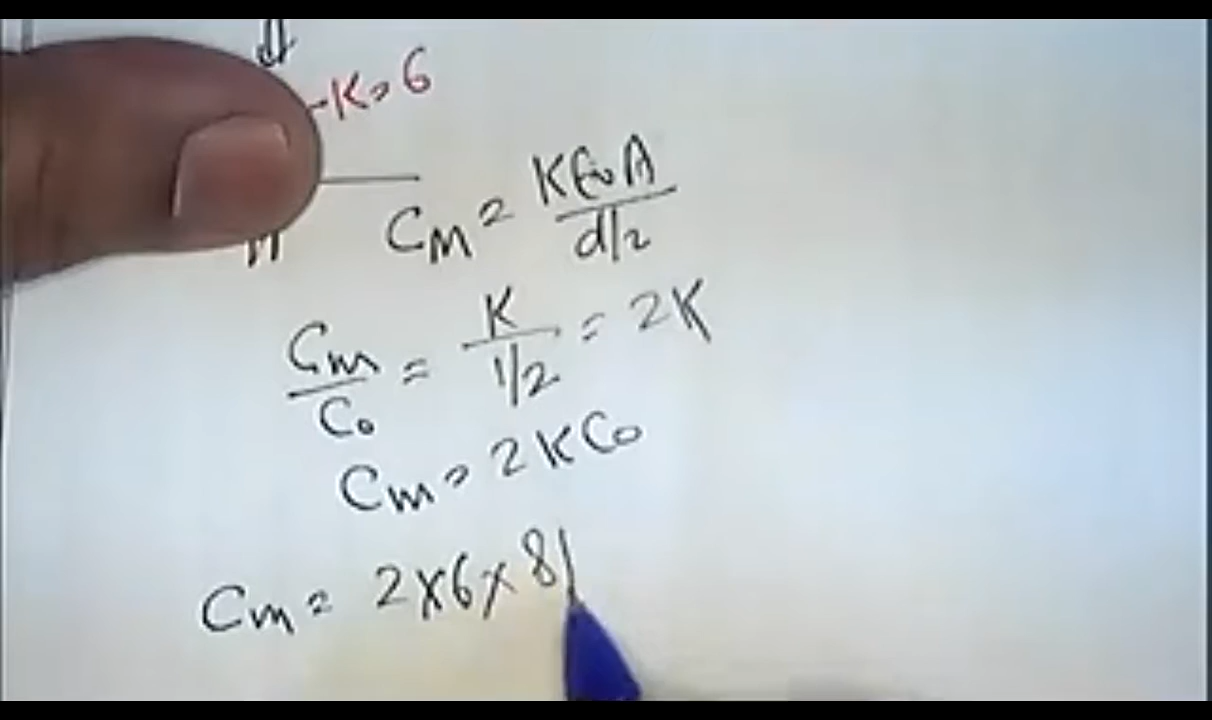 K = 6
Cm = Kε₀A / d/2
Cm / C₀ = K / 1/2 = 2K
Cm = 2KC₀
Cm = 2×6×8